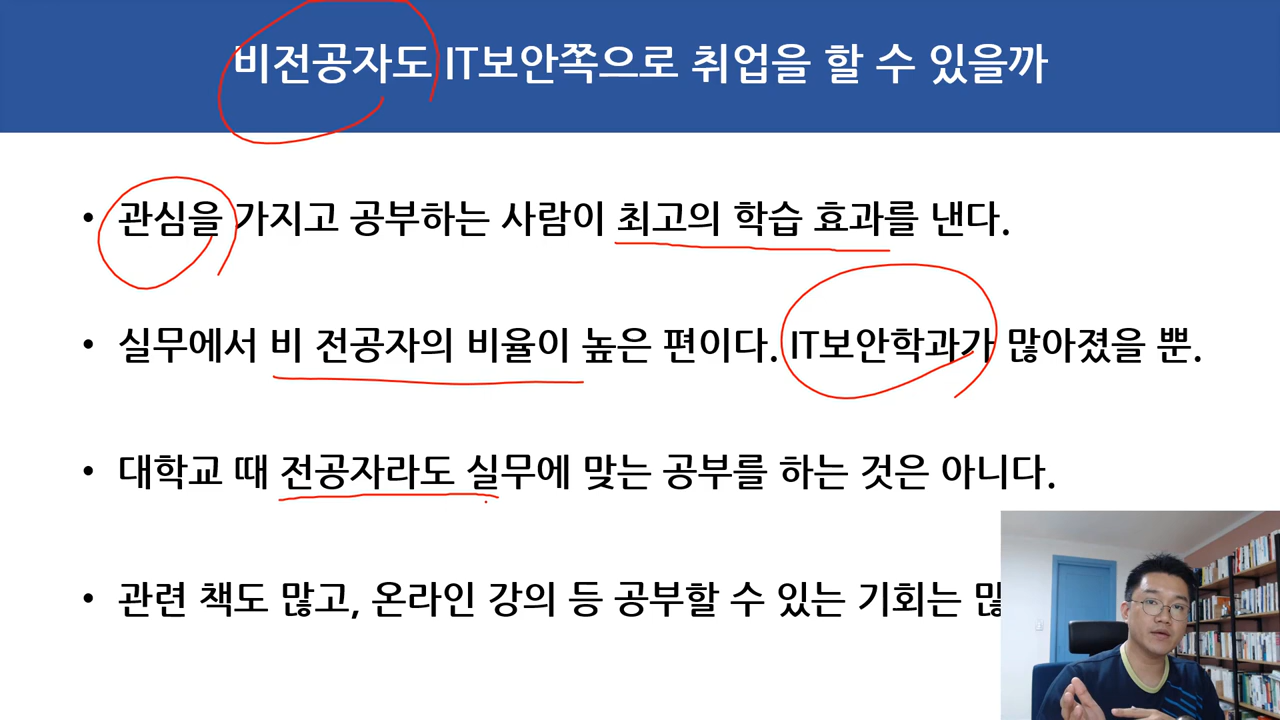 비전공자도 IT보안쪽으로 취업을 할 수 있을까
• 관심을 가지고 공부하는 사람이 최고의 학습 효과를 낸다.
• 실무에서 비 전공자의 비율이 높은 편이다. IT보안학과가 많아졌을 뿐.
• 대학교 때 전공자라도 실무에 맞는 공부를 하는 것은 아니다.
• 관련 책도 많고, 온라인 강의 등 공부할 수 있는 기회는